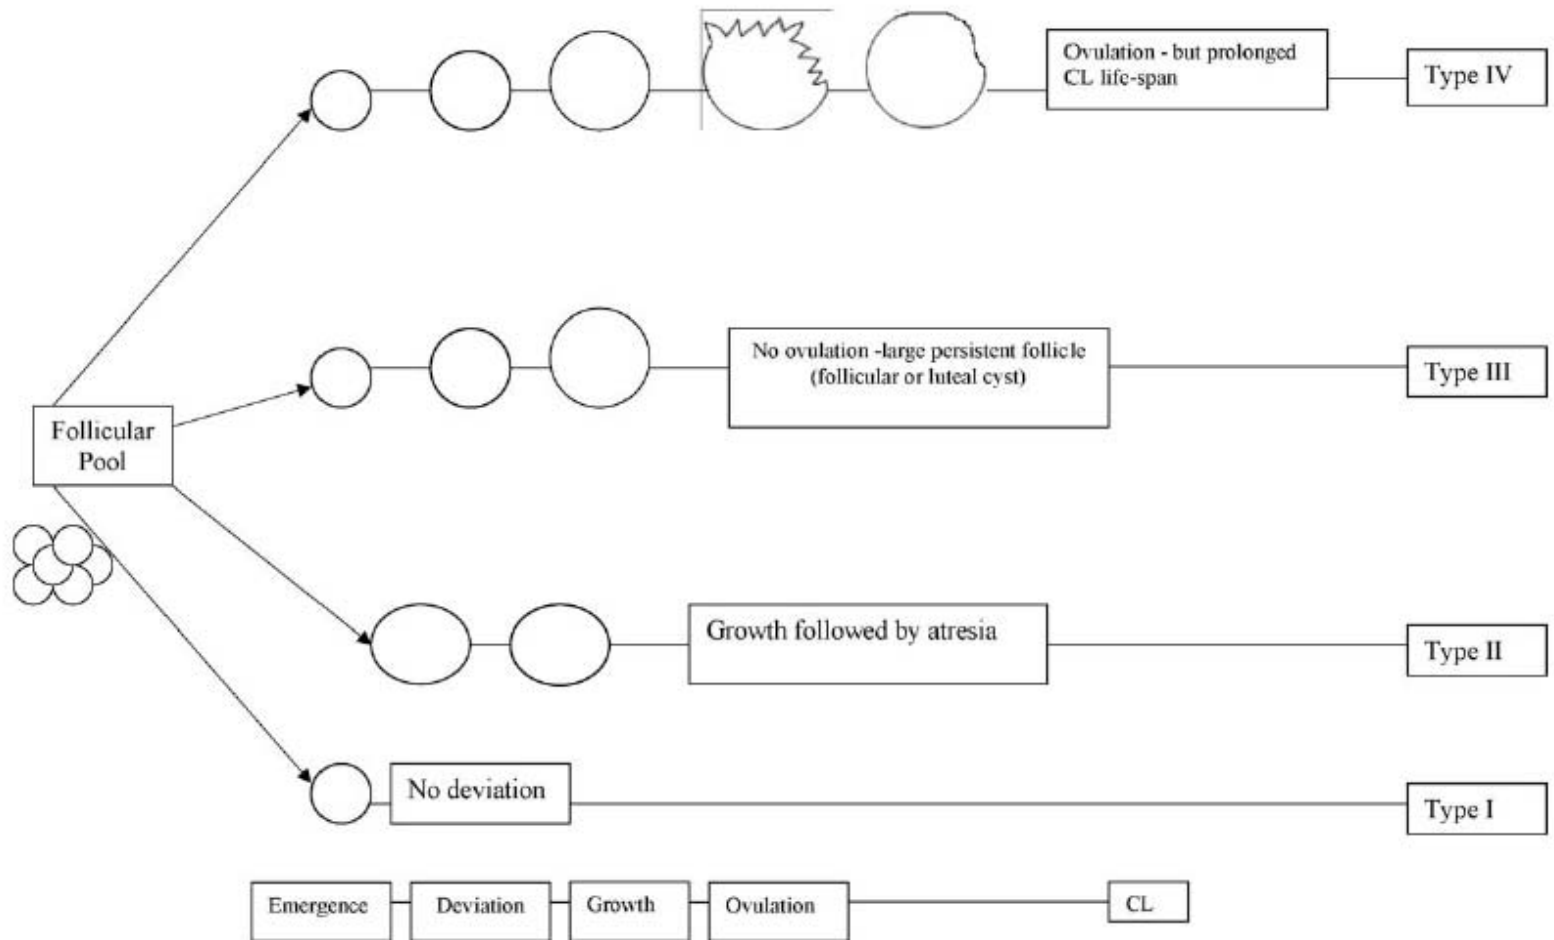 Ovulation - but prolonged
CL life-span
Type IV
No ovulation -large persistent follicle
(follicular or luteal cyst)
Type III
Follicular
Pool
Growth followed by atresia
Type II
No deviation
Type I
Emergence
Deviation
Growth
Ovulation
CL